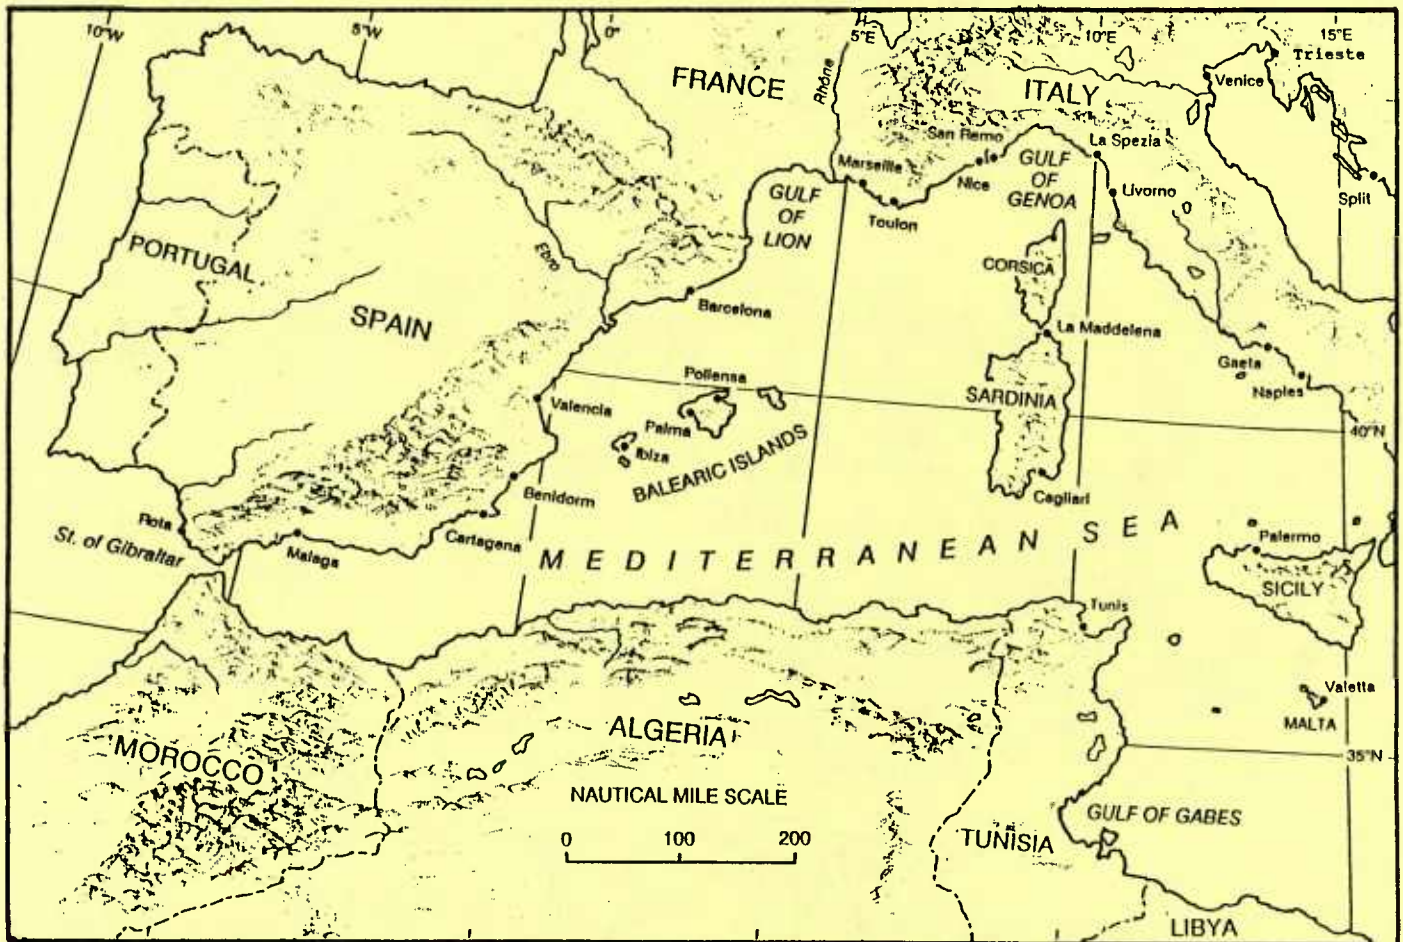 10°W
5°W
0°
5°E
10°E
15°E
Trieste
FRANCE
Rhône
ITALY
Venice
San Remo
La Spezia
Marseille
GULF
OF
LION
Nice
GULF
OF
GENOA
Livorno
Toulon
Split
PORTUGAL
Ebro
CORSICA
SPAIN
Barcelona
La Maddelena
Gaeta
Naples
Pollensa
Valencia
Palma
SARDINIA
40°N
Ibiza
BALEARIC ISLANDS
Benidorm
Cagliari
Rota
St. of Gibraltar
Malaga
Cartagena
MEDITERRANEAN SEA
Palermo
SICILY
Tunis
Valetta
MALTA
ALGERIA
MOROCCO
35°N
NAUTICAL MILE SCALE
0 100 200
GULF OF GABES
TUNISIA
LIBYA